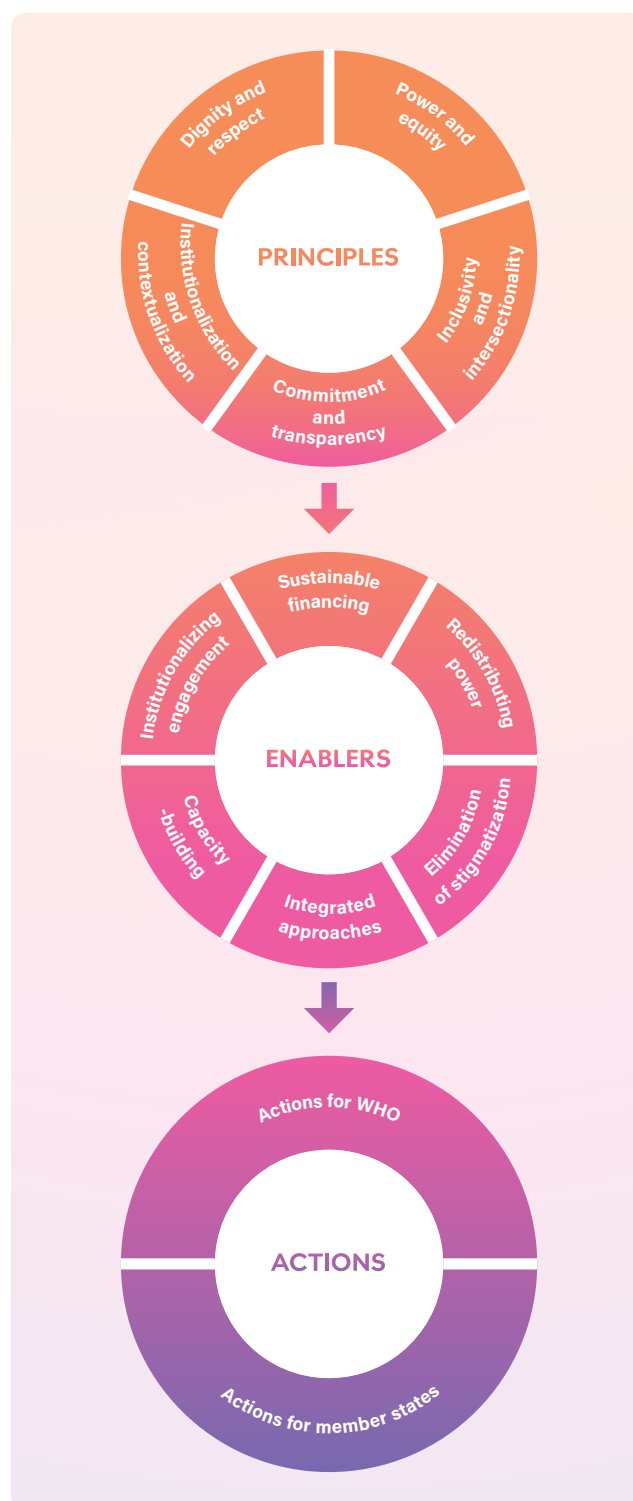 Dignity and
respect
Power and
equity
Institutionalization
and
contextualization
PRINCIPLES
Inclusivity
and
intersectionality
Commitment
and
transparency
Sustainable
financing
Institutionalizing
engagement
Redistributing
power
ENABLERS
Capacity
-building
Elimination
of stigmatization
Integrated
approaches
Actions for WHO
ACTIONS
Actions for member states